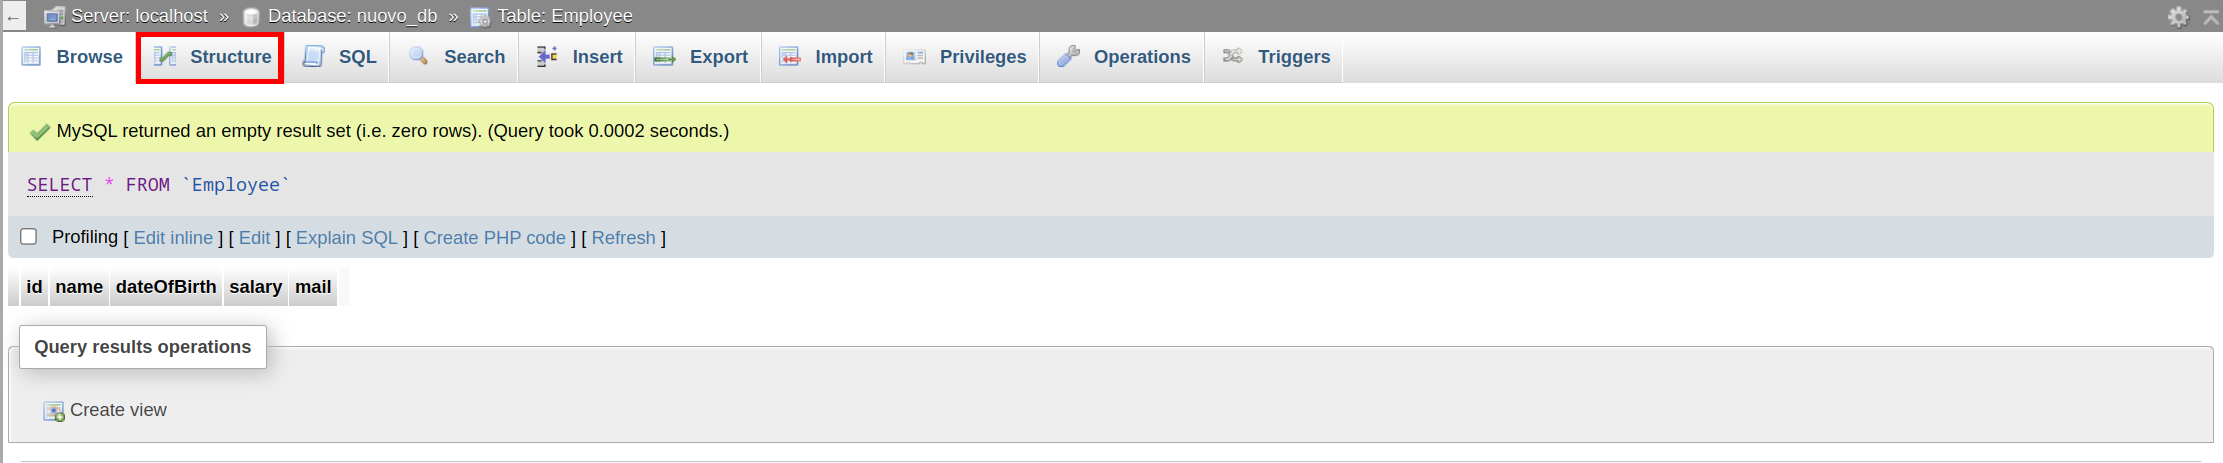 ← Server: localhost » Database: nuovo_db » Table: Employee
Browse Structure SQL Search Insert Export Import Privileges Operations Triggers
MySQL returned an empty result set (i.e. zero rows). (Query took 0.0002 seconds.)
SELECT * FROM `Employee`
Profiling [ Edit inline ] [ Edit ] [ Explain SQL ] [ Create PHP code ] [ Refresh ]
id name dateOfBirth salary mail
Query results operations
Create view